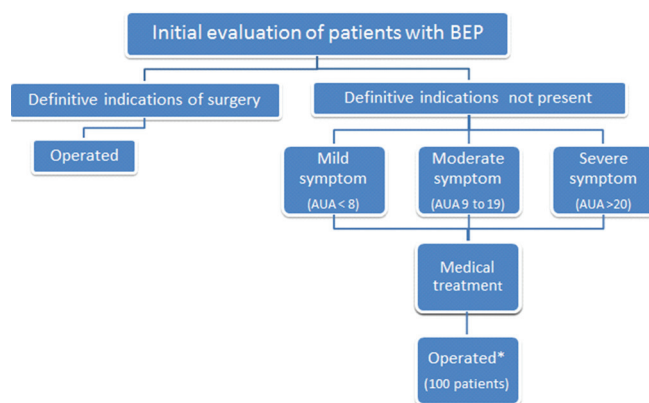 Initial evaluation of patients with BEP
Definitive indications of surgery
Definitive indications not present
Operated
Mild
symptom
(AUA < 8)
Moderate
symptom
(AUA 9 to 19)
Severe
symptom
(AUA >20)
Medical
treatment
Operated*
(100 patients)